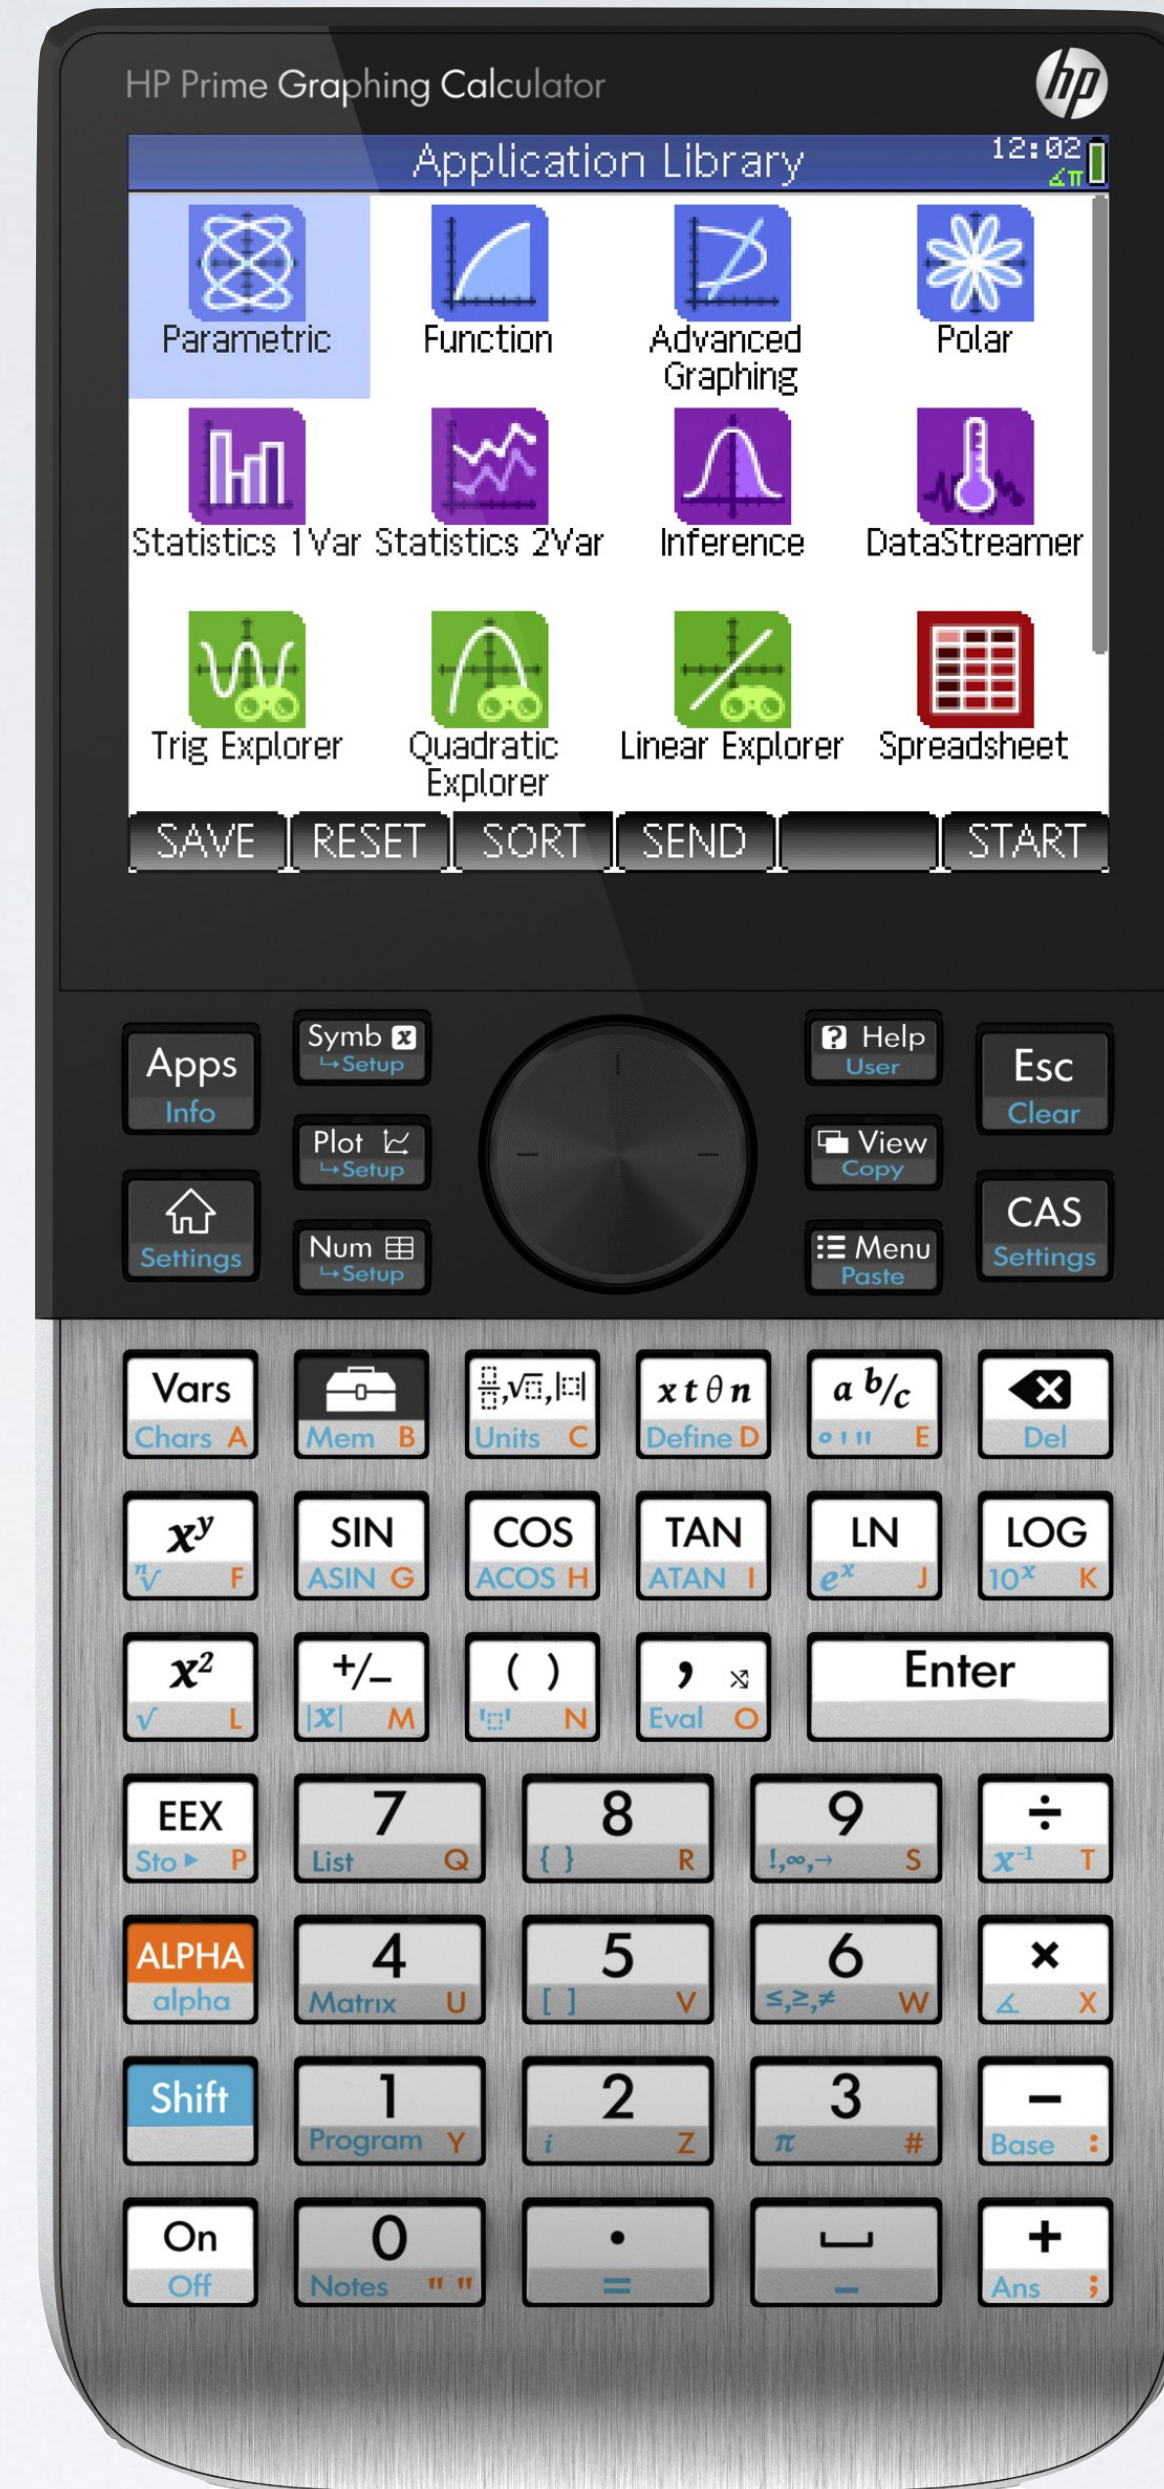 HP Prime Graphing Calculator
hp
Application Library
12:02
∡π
Parametric
Function
Advanced
Graphing
Polar
Statistics 1Var
Statistics 2Var
Inference
DataStreamer
Trig Explorer
Quadratic
Explorer
Linear Explorer
Spreadsheet
SAVE RESET SORT SEND START
Apps
Info
Symb x
↳Setup
? Help
User
Esc
Clear
Plot
↳Setup
View
Copy
Settings
Num
↳Setup
Menu
Paste
CAS
Settings
Vars
Chars A
Mem B
▯/▯,√▯,|▯|
Units C
x t θ n
Define D
a b/c
° ' " E
Del
xʸ
ⁿ√ F
SIN
ASIN G
COS
ACOS H
TAN
ATAN I
LN
eˣ J
LOG
10ˣ K
x²
√ L
+/−
|x| M
( )
'▯' N
,
Eval O
Enter
EEX
Sto ▶ P
7
List Q
8
{ } R
9
!,∞,→ S
÷
x⁻¹ T
ALPHA
alpha
4
Matrix U
5
[ ] V
6
≤,≥,≠ W
×
∡ X
Shift
1
Program Y
2
i Z
3
π #
−
Base :
On
Off
0
Notes " "
.
=
␣
_
+
Ans ;